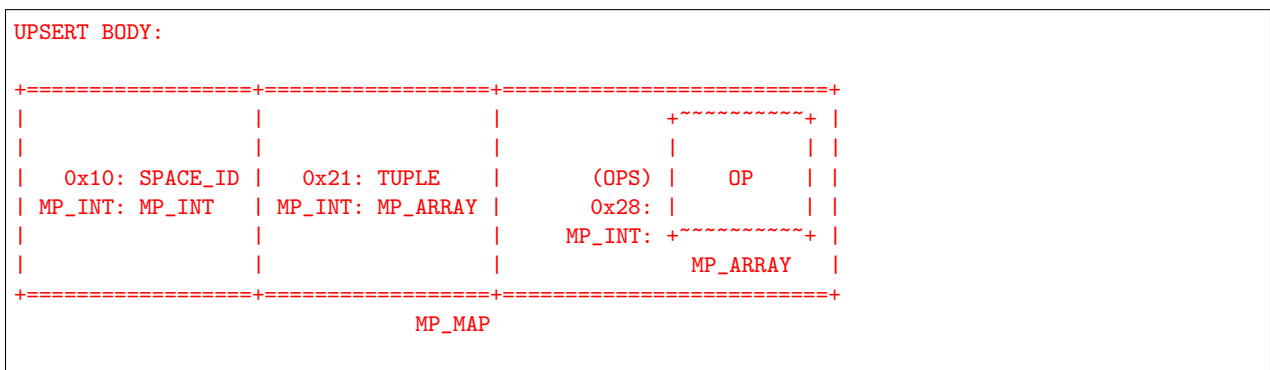 UPSERT BODY:
+==================+==================+==========================+
|                  |                  |             +~~~~~~~~~~+ |
|                  |                  |             |          | |
|   0x10: SPACE_ID |   0x21: TUPLE    |       (OPS) |    OP    | |
| MP_INT: MP_INT   | MP_INT: MP_ARRAY |       0x28: |          | |
|                  |                  |     MP_INT: +~~~~~~~~~~+ |
|                  |                  |               MP_ARRAY   |
+==================+==================+==========================+
                                MP_MAP